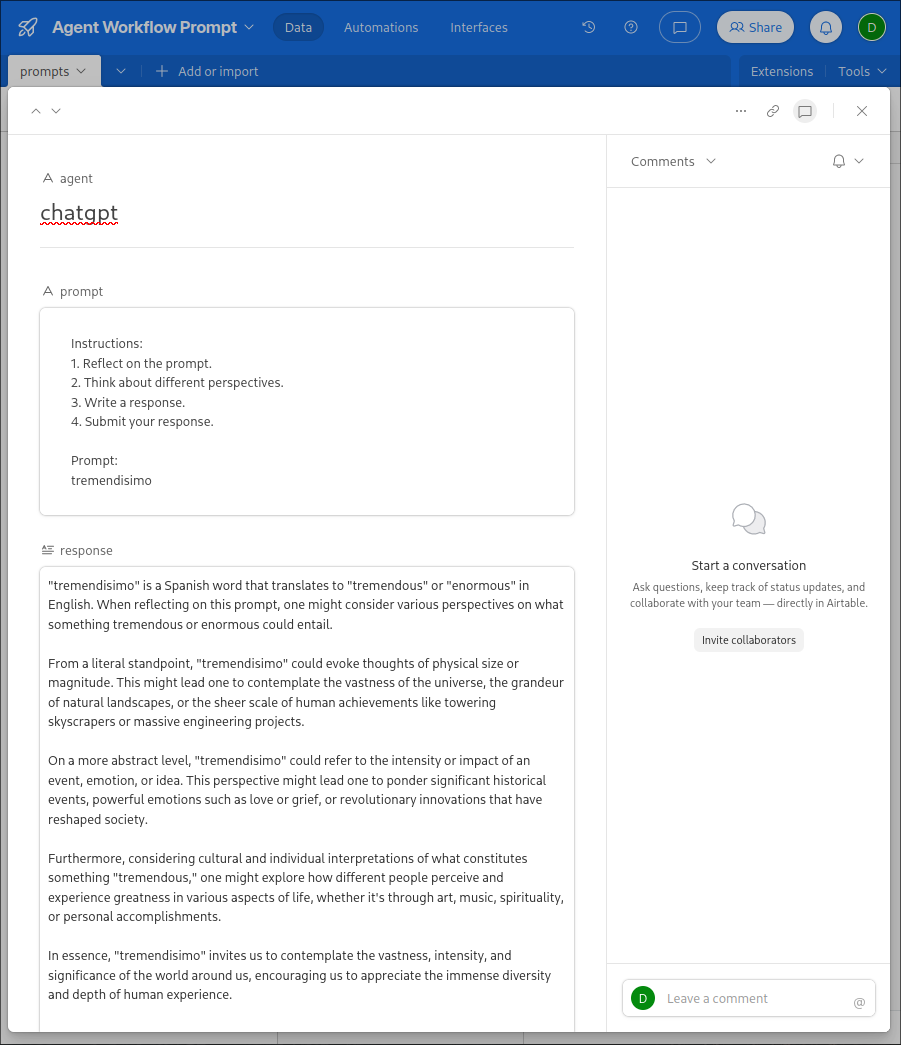 Agent Workflow Prompt
Data
Automations
Interfaces
Share
D
prompts
Add or import
Extensions
Tools
agent
chatgpt
prompt
Instructions:
1. Reflect on the prompt.
2. Think about different perspectives.
3. Write a response.
4. Submit your response.
Prompt:
tremendisimo
response
"tremendisimo" is a Spanish word that translates to "tremendous" or "enormous" in
English. When reflecting on this prompt, one might consider various perspectives on what
something tremendous or enormous could entail.
From a literal standpoint, "tremendisimo" could evoke thoughts of physical size or
magnitude. This might lead one to contemplate the vastness of the universe, the grandeur
of natural landscapes, or the sheer scale of human achievements like towering
skyscrapers or massive engineering projects.
On a more abstract level, "tremendisimo" could refer to the intensity or impact of an
event, emotion, or idea. This perspective might lead one to ponder significant historical
events, powerful emotions such as love or grief, or revolutionary innovations that have
reshaped society.
Furthermore, considering cultural and individual interpretations of what constitutes
something "tremendous," one might explore how different people perceive and
experience greatness in various aspects of life, whether it's through art, music, spirituality,
or personal accomplishments.
In essence, "tremendisimo" invites us to contemplate the vastness, intensity, and
significance of the world around us, encouraging us to appreciate the immense diversity
and depth of human experience.
Comments
Start a conversation
Ask questions, keep track of status updates, and
collaborate with your team — directly in Airtable.
Invite collaborators
D
Leave a comment
@